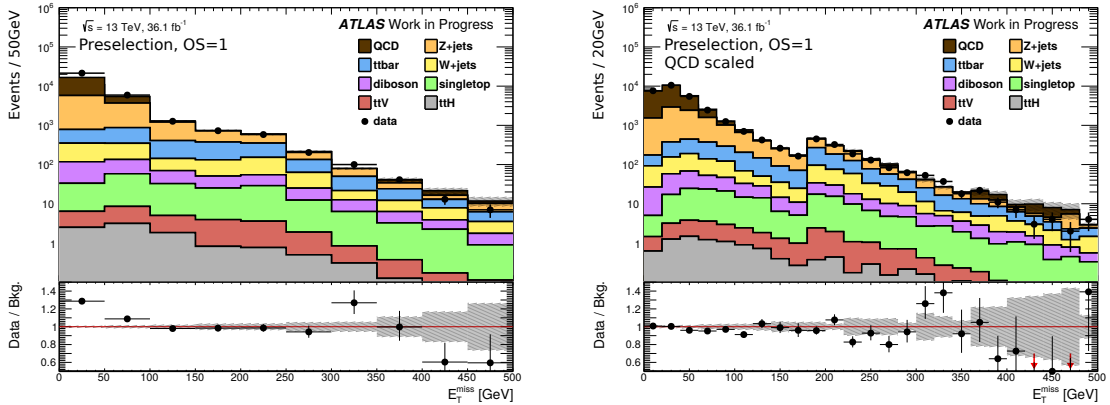 √s = 13 TeV, 36.1 fb⁻¹
ATLAS Work in Progress
Preselection, OS=1
QCD
Z+jets
ttbar
W+jets
diboson
singletop
ttV
ttH
data
Events / 50GeV
10⁶
10⁵
10⁴
10³
10²
10
1
Data / Bkg.
1.4
1.2
1
0.8
0.6
0 50 100 150 200 250 300 350 400 450 500
E_T^miss [GeV]
√s = 13 TeV, 36.1 fb⁻¹
ATLAS Work in Progress
Preselection, OS=1
QCD scaled
QCD
Z+jets
ttbar
W+jets
diboson
singletop
ttV
ttH
data
Events / 20GeV
10⁶
10⁵
10⁴
10³
10²
10
1
Data / Bkg.
1.4
1.2
1
0.8
0.6
0 50 100 150 200 250 300 350 400 450 500
E_T^miss [GeV]